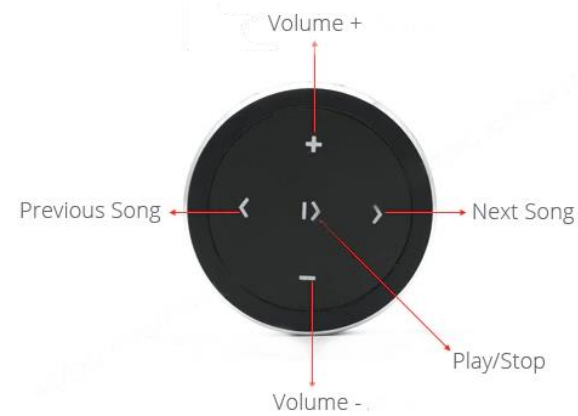 Volume +
Previous Song
Next Song
Play/Stop
Volume -